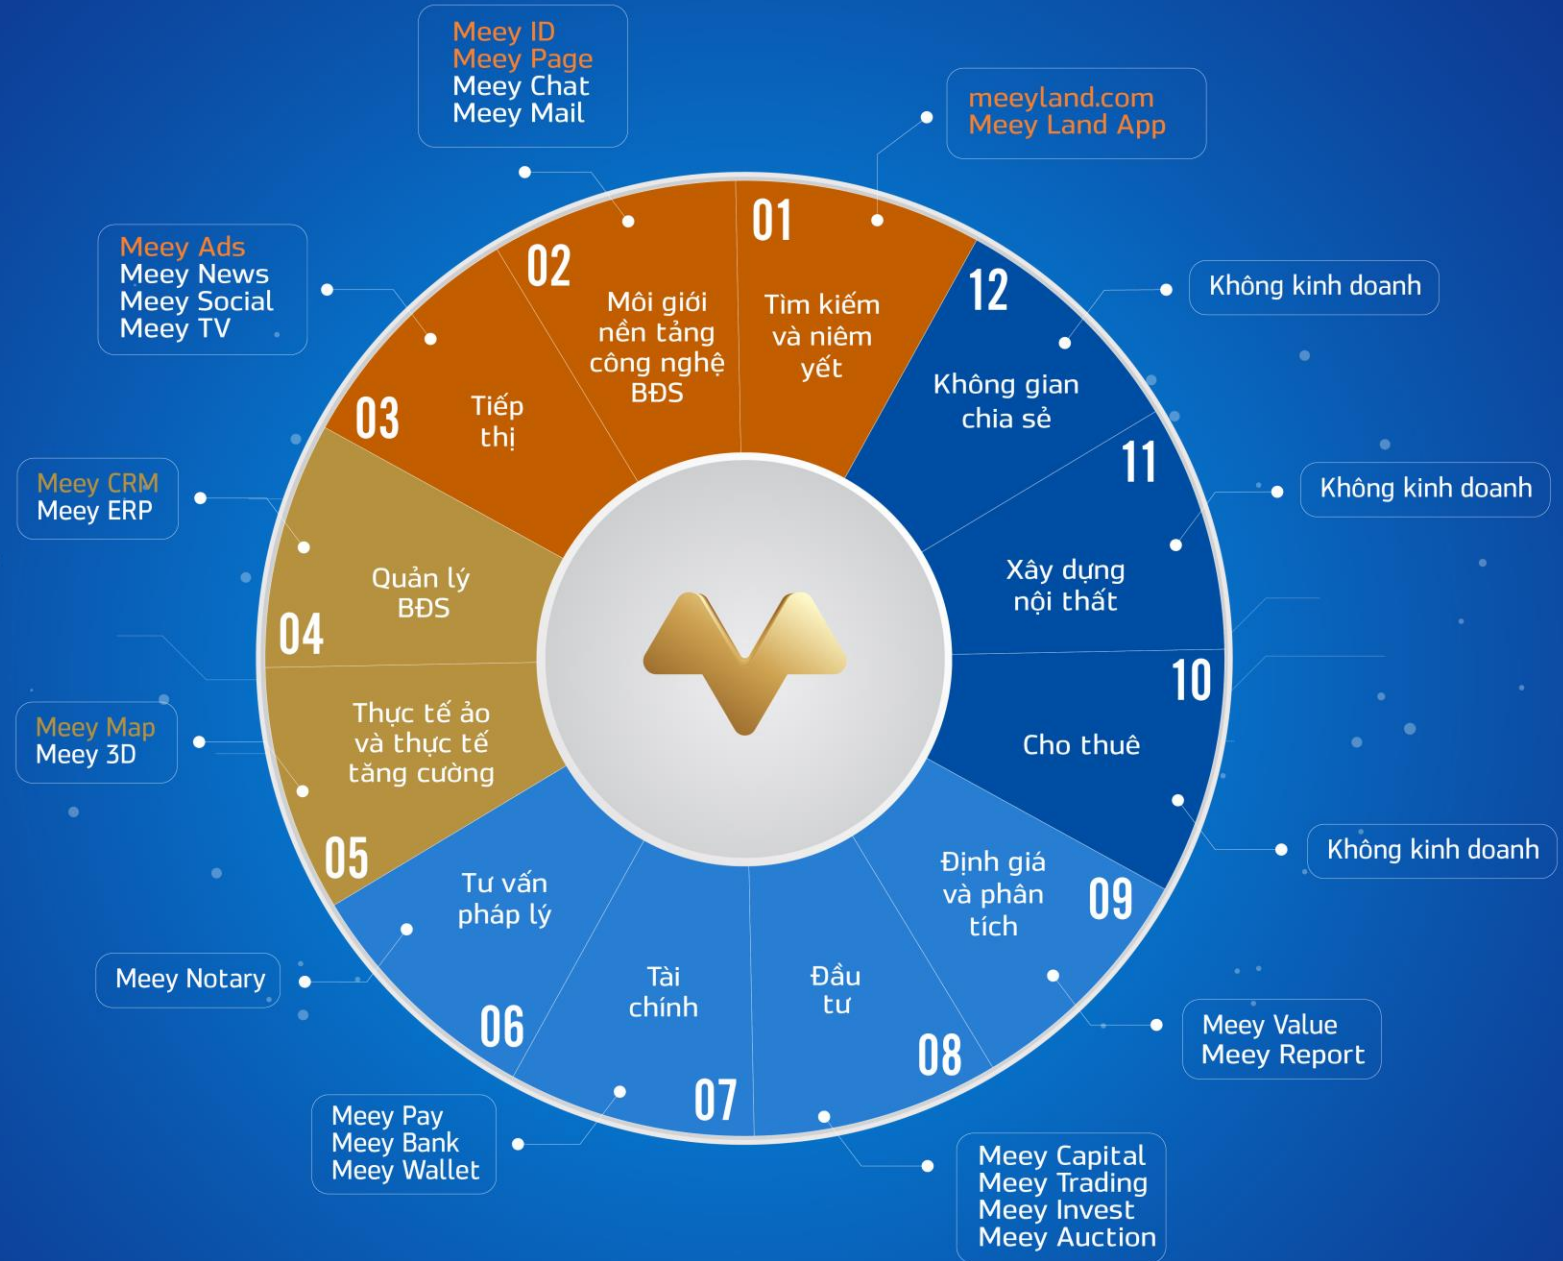 Meey ID
Meey Page
Meey Chat
Meey Mail
meeyland.com
Meey Land App
Meey Ads
Meey News
Meey Social
Meey TV
Không kinh doanh
Meey CRM
Meey ERP
Không kinh doanh
Meey Map
Meey 3D
Không kinh doanh
Meey Notary
Meey Value
Meey Report
Meey Pay
Meey Bank
Meey Wallet
Meey Capital
Meey Trading
Meey Invest
Meey Auction
01
Tìm kiếm
và niêm
yết
02
Môi giới
nền tảng
công nghệ
BĐS
03
Tiếp
thị
04
Quản lý
BĐS
05
Thực tế ảo
và thực tế
tăng cường
06
Tư vấn
pháp lý
07
Tài
chính
08
Đầu
tư
09
Định giá
và phân
tích
10
Cho thuê
11
Xây dựng
nội thất
12
Không gian
chia sẻ